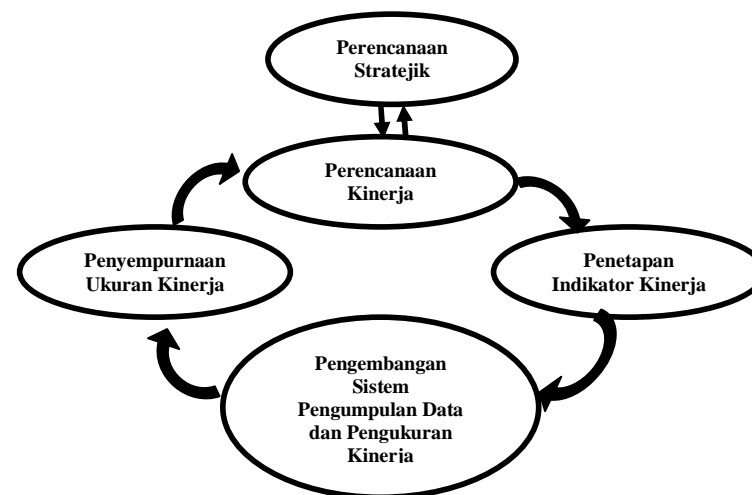 Perencanaan
Stratejik
Perencanaan
Kinerja
Penyempurnaan
Ukuran Kinerja
Penetapan
Indikator Kinerja
Pengembangan
Sistem
Pengumpulan Data
dan Pengukuran
Kinerja